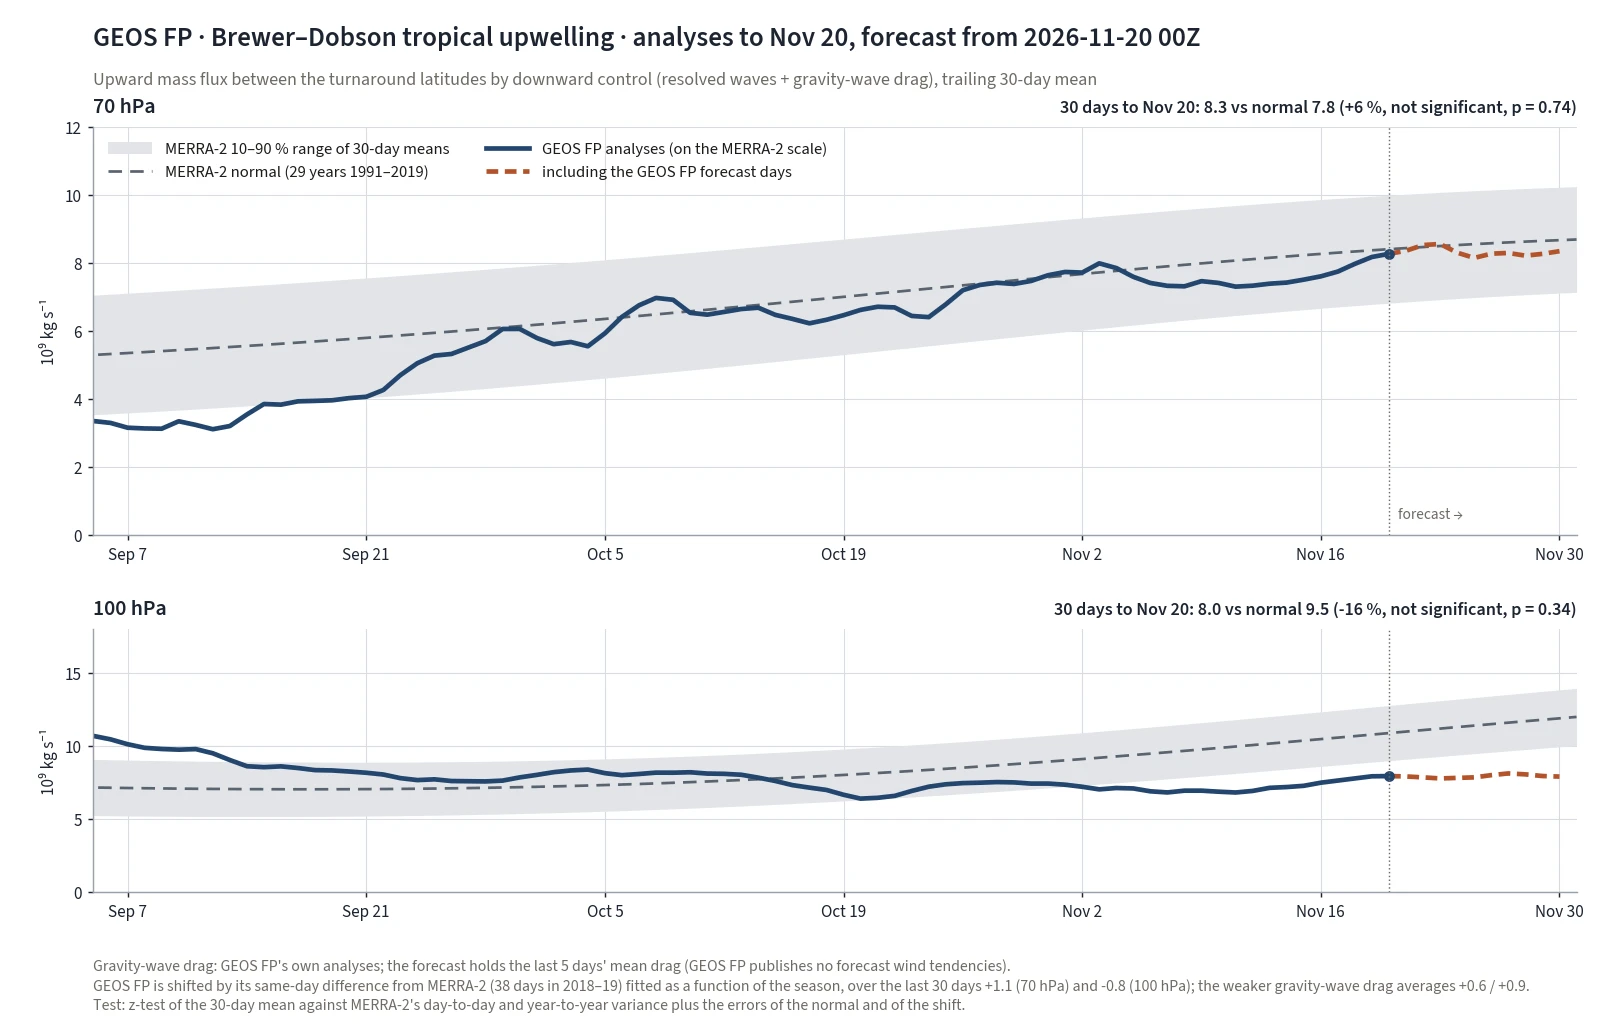 GEOS FP · Brewer–Dobson tropical upwelling · analyses to Nov 20, forecast from 2026-11-20 00Z
Upward mass flux between the turnaround latitudes by downward control (resolved waves + gravity-wave drag), trailing 30-day mean
70 hPa
30 days to Nov 20: 8.3 vs normal 7.8 (+6 %, not significant, p = 0.74)
MERRA-2 10–90 % range of 30-day means
GEOS FP analyses (on the MERRA-2 scale)
MERRA-2 normal (29 years 1991–2019)
including the GEOS FP forecast days
12
10
8
6
4
2
0
10⁹ kg s⁻¹
forecast →
Sep 7
Sep 21
Oct 5
Oct 19
Nov 2
Nov 16
Nov 30
100 hPa
30 days to Nov 20: 8.0 vs normal 9.5 (-16 %, not significant, p = 0.34)
15
10
5
0
10⁹ kg s⁻¹
Sep 7
Sep 21
Oct 5
Oct 19
Nov 2
Nov 16
Nov 30
Gravity-wave drag: GEOS FP's own analyses; the forecast holds the last 5 days' mean drag (GEOS FP publishes no forecast wind tendencies).
GEOS FP is shifted by its same-day difference from MERRA-2 (38 days in 2018–19) fitted as a function of the season, over the last 30 days +1.1 (70 hPa) and -0.8 (100 hPa); the weaker gravity-wave drag averages +0.6 / +0.9.
Test: z-test of the 30-day mean against MERRA-2's day-to-day and year-to-year variance plus the errors of the normal and of the shift.